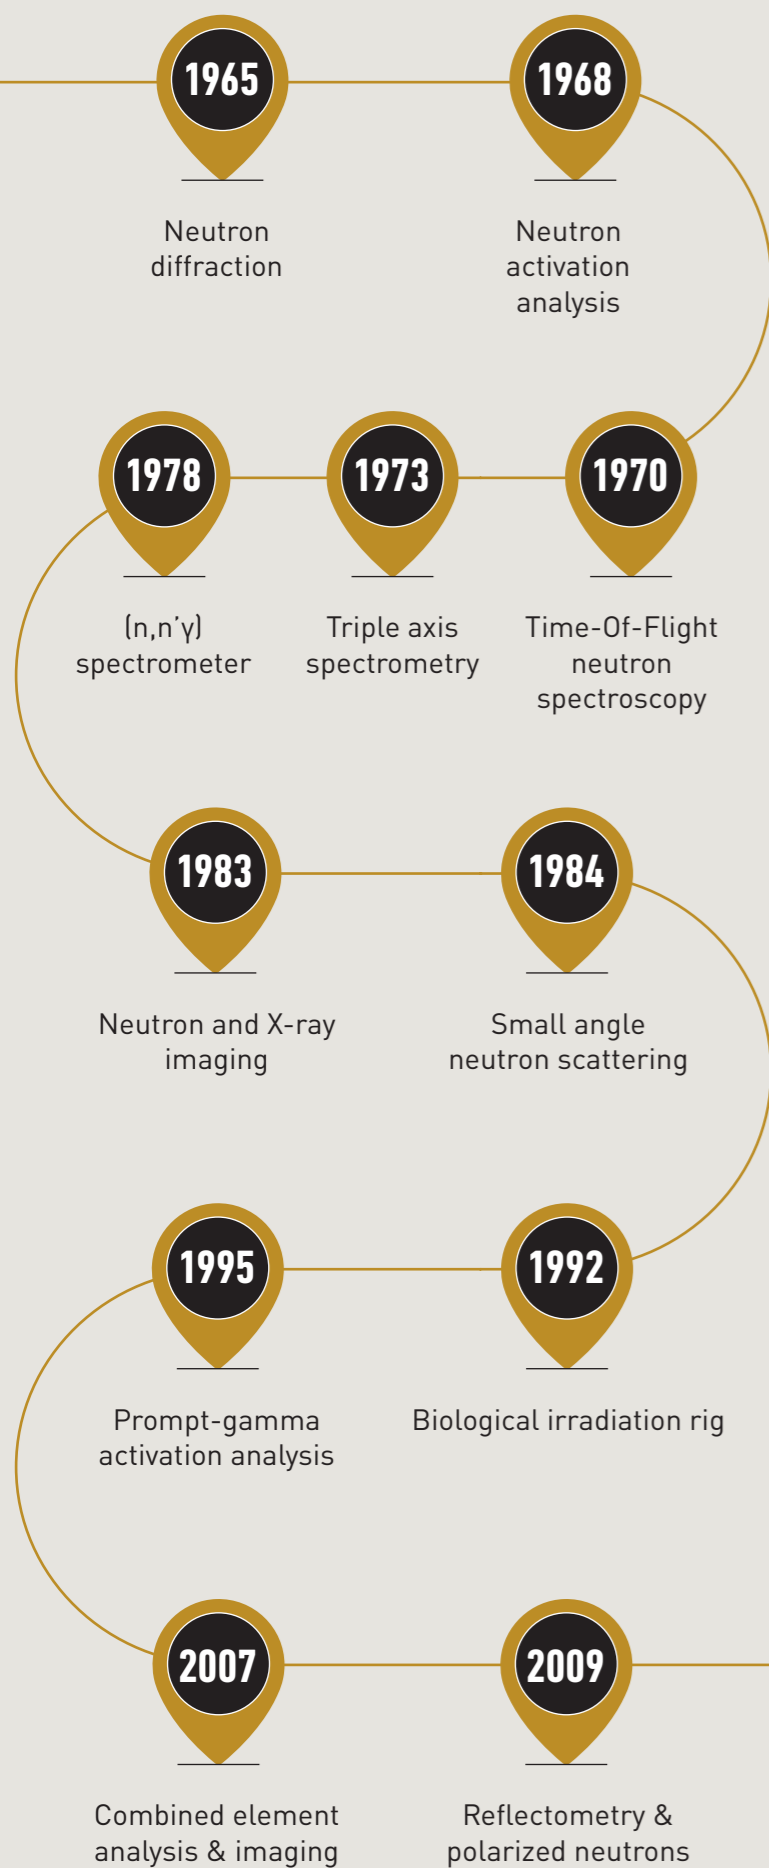 1965
Neutron
diffraction
1968
Neutron
activation
analysis
1970
Time-Of-Flight
neutron
spectroscopy
1973
Triple axis
spectrometry
1978
(n,n’γ)
spectrometer
1983
Neutron and X-ray
imaging
1984
Small angle
neutron scattering
1992
Biological irradiation rig
1995
Prompt-gamma
activation analysis
2007
Combined element
analysis & imaging
2009
Reflectometry &
polarized neutrons